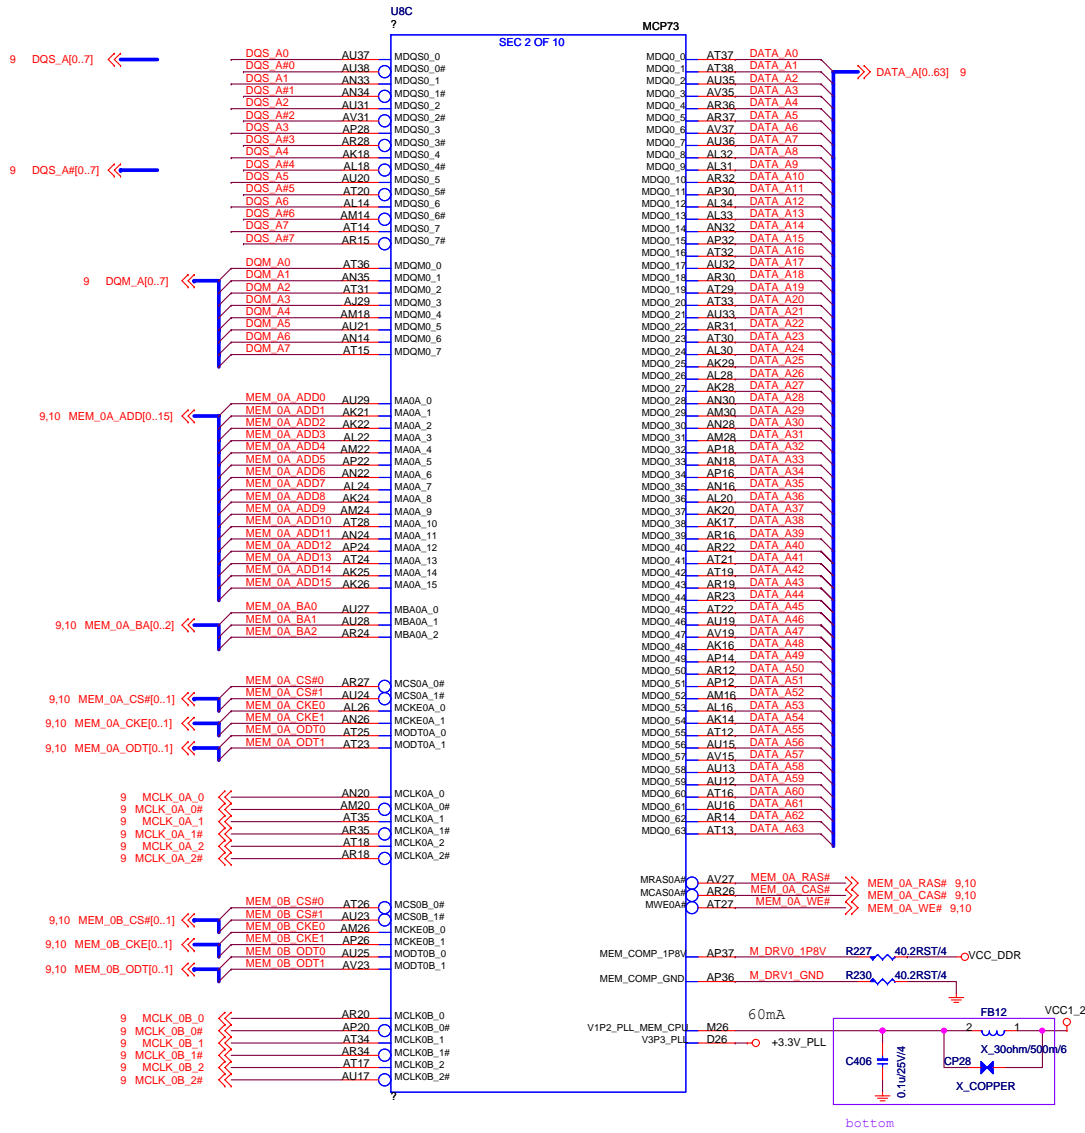 U8C
?
MCP73
SEC 2 OF 10
9 DQS_A[0..7]
DQS_A0 AU37 MDQS0_0
DQS_A#0 AU38 MDQS0_0#
DQS_A1 AN33 MDQS0_1
DQS_A#1 AN34 MDQS0_1#
DQS_A2 AU31 MDQS0_2
DQS_A#2 AV31 MDQS0_2#
DQS_A3 AP28 MDQS0_3
DQS_A#3 AR28 MDQS0_3#
DQS_A4 AK18 MDQS0_4
9 DQS_A#[0..7]
DQS_A#4 AL18 MDQS0_4#
DQS_A5 AU20 MDQS0_5
DQS_A#5 AT20 MDQS0_5#
DQS_A6 AL14 MDQS0_6
DQS_A#6 AM14 MDQS0_6#
DQS_A7 AT14 MDQS0_7
DQS_A#7 AR15 MDQS0_7#
9 DQM_A[0..7]
DQM_A0 AT36 MDQM0_0
DQM_A1 AN35 MDQM0_1
DQM_A2 AT31 MDQM0_2
DQM_A3 AJ29 MDQM0_3
DQM_A4 AM18 MDQM0_4
DQM_A5 AU21 MDQM0_5
DQM_A6 AN14 MDQM0_6
DQM_A7 AT15 MDQM0_7
9,10 MEM_0A_ADD[0..15]
MEM_0A_ADD0 AU29 MA0A_0
MEM_0A_ADD1 AK21 MA0A_1
MEM_0A_ADD2 AK22 MA0A_2
MEM_0A_ADD3 AL22 MA0A_3
MEM_0A_ADD4 AM22 MA0A_4
MEM_0A_ADD5 AP22 MA0A_5
MEM_0A_ADD6 AN22 MA0A_6
MEM_0A_ADD7 AL24 MA0A_7
MEM_0A_ADD8 AK24 MA0A_8
MEM_0A_ADD9 AM24 MA0A_9
MEM_0A_ADD10 AT28 MA0A_10
MEM_0A_ADD11 AN24 MA0A_11
MEM_0A_ADD12 AP24 MA0A_12
MEM_0A_ADD13 AT24 MA0A_13
MEM_0A_ADD14 AK25 MA0A_14
MEM_0A_ADD15 AK26 MA0A_15
9,10 MEM_0A_BA[0..2]
MEM_0A_BA0 AU27 MBA0A_0
MEM_0A_BA1 AU28 MBA0A_1
MEM_0A_BA2 AR24 MBA0A_2
9,10 MEM_0A_CS#[0..1]
MEM_0A_CS#0 AR27 MCS0A_0#
MEM_0A_CS#1 AU24 MCS0A_1#
9,10 MEM_0A_CKE[0..1]
MEM_0A_CKE0 AL26 MCKE0A_0
MEM_0A_CKE1 AN26 MCKE0A_1
9,10 MEM_0A_ODT[0..1]
MEM_0A_ODT0 AT25 MODT0A_0
MEM_0A_ODT1 AT23 MODT0A_1
9 MCLK_0A_0 AN20 MCLK0A_0
9 MCLK_0A_0# AM20 MCLK0A_0#
9 MCLK_0A_1 AT35 MCLK0A_1
9 MCLK_0A_1# AR35 MCLK0A_1#
9 MCLK_0A_2 AT18 MCLK0A_2
9 MCLK_0A_2# AR18 MCLK0A_2#
9,10 MEM_0B_CS#[0..1]
MEM_0B_CS#0 AT26 MCS0B_0#
MEM_0B_CS#1 AU23 MCS0B_1#
9,10 MEM_0B_CKE[0..1]
MEM_0B_CKE0 AM26 MCKE0B_0
MEM_0B_CKE1 AP26 MCKE0B_1
9,10 MEM_0B_ODT[0..1]
MEM_0B_ODT0 AU25 MODT0B_0
MEM_0B_ODT1 AV23 MODT0B_1
9 MCLK_0B_0 AR20 MCLK0B_0
9 MCLK_0B_0# AP20 MCLK0B_0#
9 MCLK_0B_1 AT34 MCLK0B_1
9 MCLK_0B_1# AR34 MCLK0B_1#
9 MCLK_0B_2 AT17 MCLK0B_2
9 MCLK_0B_2# AU17 MCLK0B_2#
?
MDQ0_0 AT37 DATA_A0
MDQ0_1 AT38 DATA_A1
DATA_A[0..63] 9
MDQ0_2 AU35 DATA_A2
MDQ0_3 AV35 DATA_A3
MDQ0_4 AR36 DATA_A4
MDQ0_5 AR37 DATA_A5
MDQ0_6 AV37 DATA_A6
MDQ0_7 AU36 DATA_A7
MDQ0_8 AL32 DATA_A8
MDQ0_9 AL31 DATA_A9
MDQ0_10 AR32 DATA_A10
MDQ0_11 AP30 DATA_A11
MDQ0_12 AL34 DATA_A12
MDQ0_13 AL33 DATA_A13
MDQ0_14 AN32 DATA_A14
MDQ0_15 AP32 DATA_A15
MDQ0_16 AT32 DATA_A16
MDQ0_17 AU32 DATA_A17
MDQ0_18 AR30 DATA_A18
MDQ0_19 AT29 DATA_A19
MDQ0_20 AT33 DATA_A20
MDQ0_21 AU33 DATA_A21
MDQ0_22 AR31 DATA_A22
MDQ0_23 AT30 DATA_A23
MDQ0_24 AL30 DATA_A24
MDQ0_25 AK29 DATA_A25
MDQ0_26 AL28 DATA_A26
MDQ0_27 AK28 DATA_A27
MDQ0_28 AN30 DATA_A28
MDQ0_29 AM30 DATA_A29
MDQ0_30 AN28 DATA_A30
MDQ0_31 AM28 DATA_A31
MDQ0_32 AP18 DATA_A32
MDQ0_33 AN18 DATA_A33
MDQ0_34 AP16 DATA_A34
MDQ0_35 AN16 DATA_A35
MDQ0_36 AL20 DATA_A36
MDQ0_37 AK20 DATA_A37
MDQ0_38 AK17 DATA_A38
MDQ0_39 AR16 DATA_A39
MDQ0_40 AR22 DATA_A40
MDQ0_41 AT21 DATA_A41
MDQ0_42 AT19 DATA_A42
MDQ0_43 AR19 DATA_A43
MDQ0_44 AR23 DATA_A44
MDQ0_45 AT22 DATA_A45
MDQ0_46 AU19 DATA_A46
MDQ0_47 AV19 DATA_A47
MDQ0_48 AK16 DATA_A48
MDQ0_49 AP14 DATA_A49
MDQ0_50 AR12 DATA_A50
MDQ0_51 AP12 DATA_A51
MDQ0_52 AM16 DATA_A52
MDQ0_53 AL16 DATA_A53
MDQ0_54 AK14 DATA_A54
MDQ0_55 AT12 DATA_A55
MDQ0_56 AU15 DATA_A56
MDQ0_57 AV15 DATA_A57
MDQ0_58 AU13 DATA_A58
MDQ0_59 AU12 DATA_A59
MDQ0_60 AT16 DATA_A60
MDQ0_61 AU16 DATA_A61
MDQ0_62 AR14 DATA_A62
MDQ0_63 AT13 DATA_A63
MRAS0A# AV27 MEM_0A_RAS# MEM_0A_RAS# 9,10
MCAS0A# AR26 MEM_0A_CAS# MEM_0A_CAS# 9,10
MWE0A# AT27 MEM_0A_WE# MEM_0A_WE# 9,10
MEM_COMP_1P8V AP37 M_DRV0_1P8V R227 40.2RST/4 VCC_DDR
MEM_COMP_GND AP36 M_DRV1_GND R230 40.2RST/4
60mA
V1P2_PLL_MEM_CPU M26
V3P3_PLL D26 +3.3V_PLL
FB12 VCC1_2
2 1
X_30ohm/500m/6
C406
0.1u/25V/4
CP28
X_COPPER
bottom